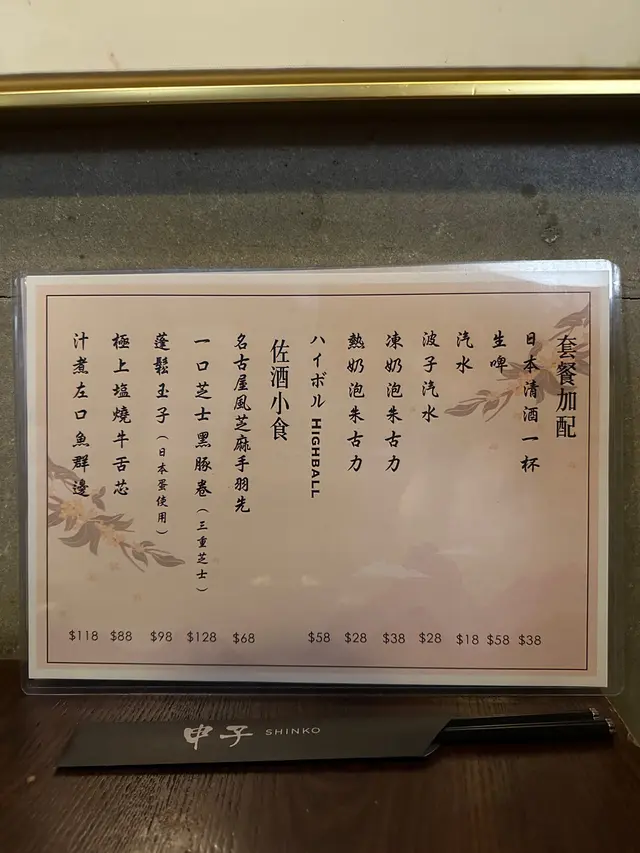 套餐加配
日本清酒一杯 $38
生啤 $58
汽水 $18
波子汽水 $28
凍奶泡朱古力 $38
熱奶泡朱古力 $28
ハイボル HIGHBALL $58
佐酒小食
名古屋風芝麻手羽先 $68
一口芝士黑豚卷（三重芝士） $128
蓬鬆玉子（日本蛋使用） $98
極上塩燒牛舌芯 $88
汁煮左口魚群邊 $118
申子 SHINKO